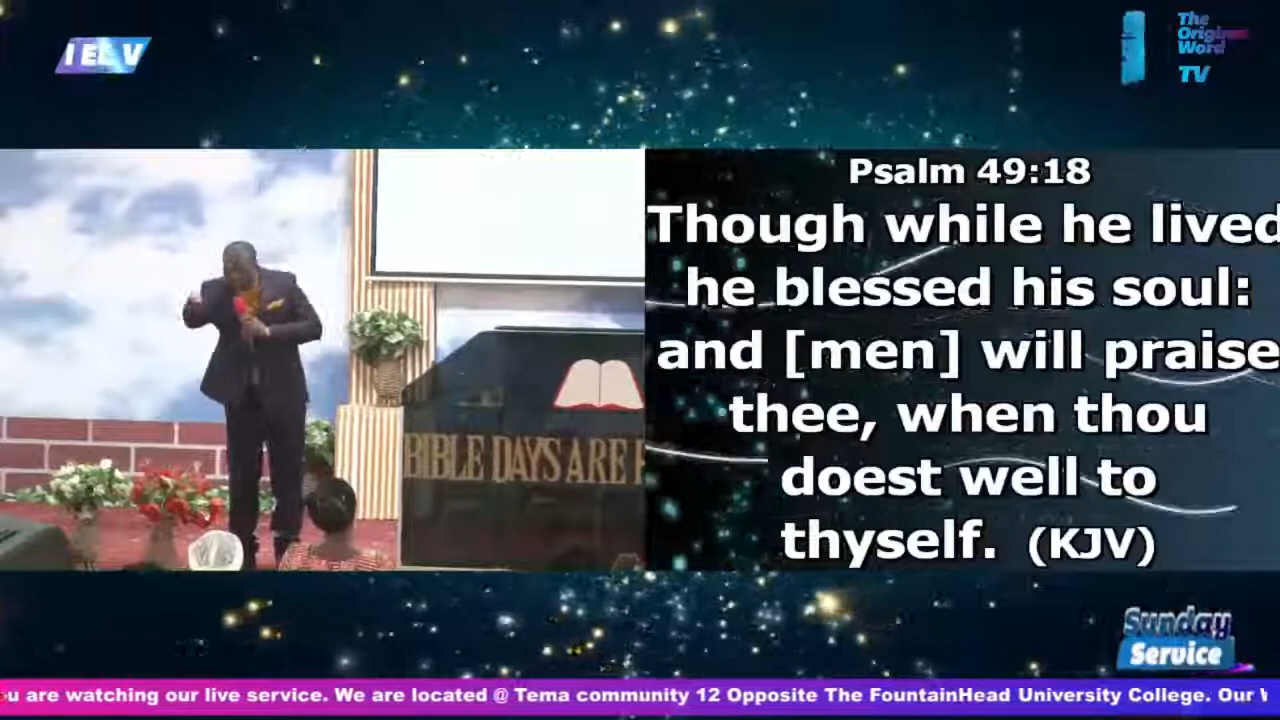 The
Original
Word
TV
Psalm 49:18
Though while he lived
he blessed his soul:
and [men] will praise
thee, when thou
doest well to
thyself. (KJV)
BIBLE DAYS ARE
Sunday
Service
u are watching our live service. We are located @ Tema community 12 Opposite The FountainHead University College. Our